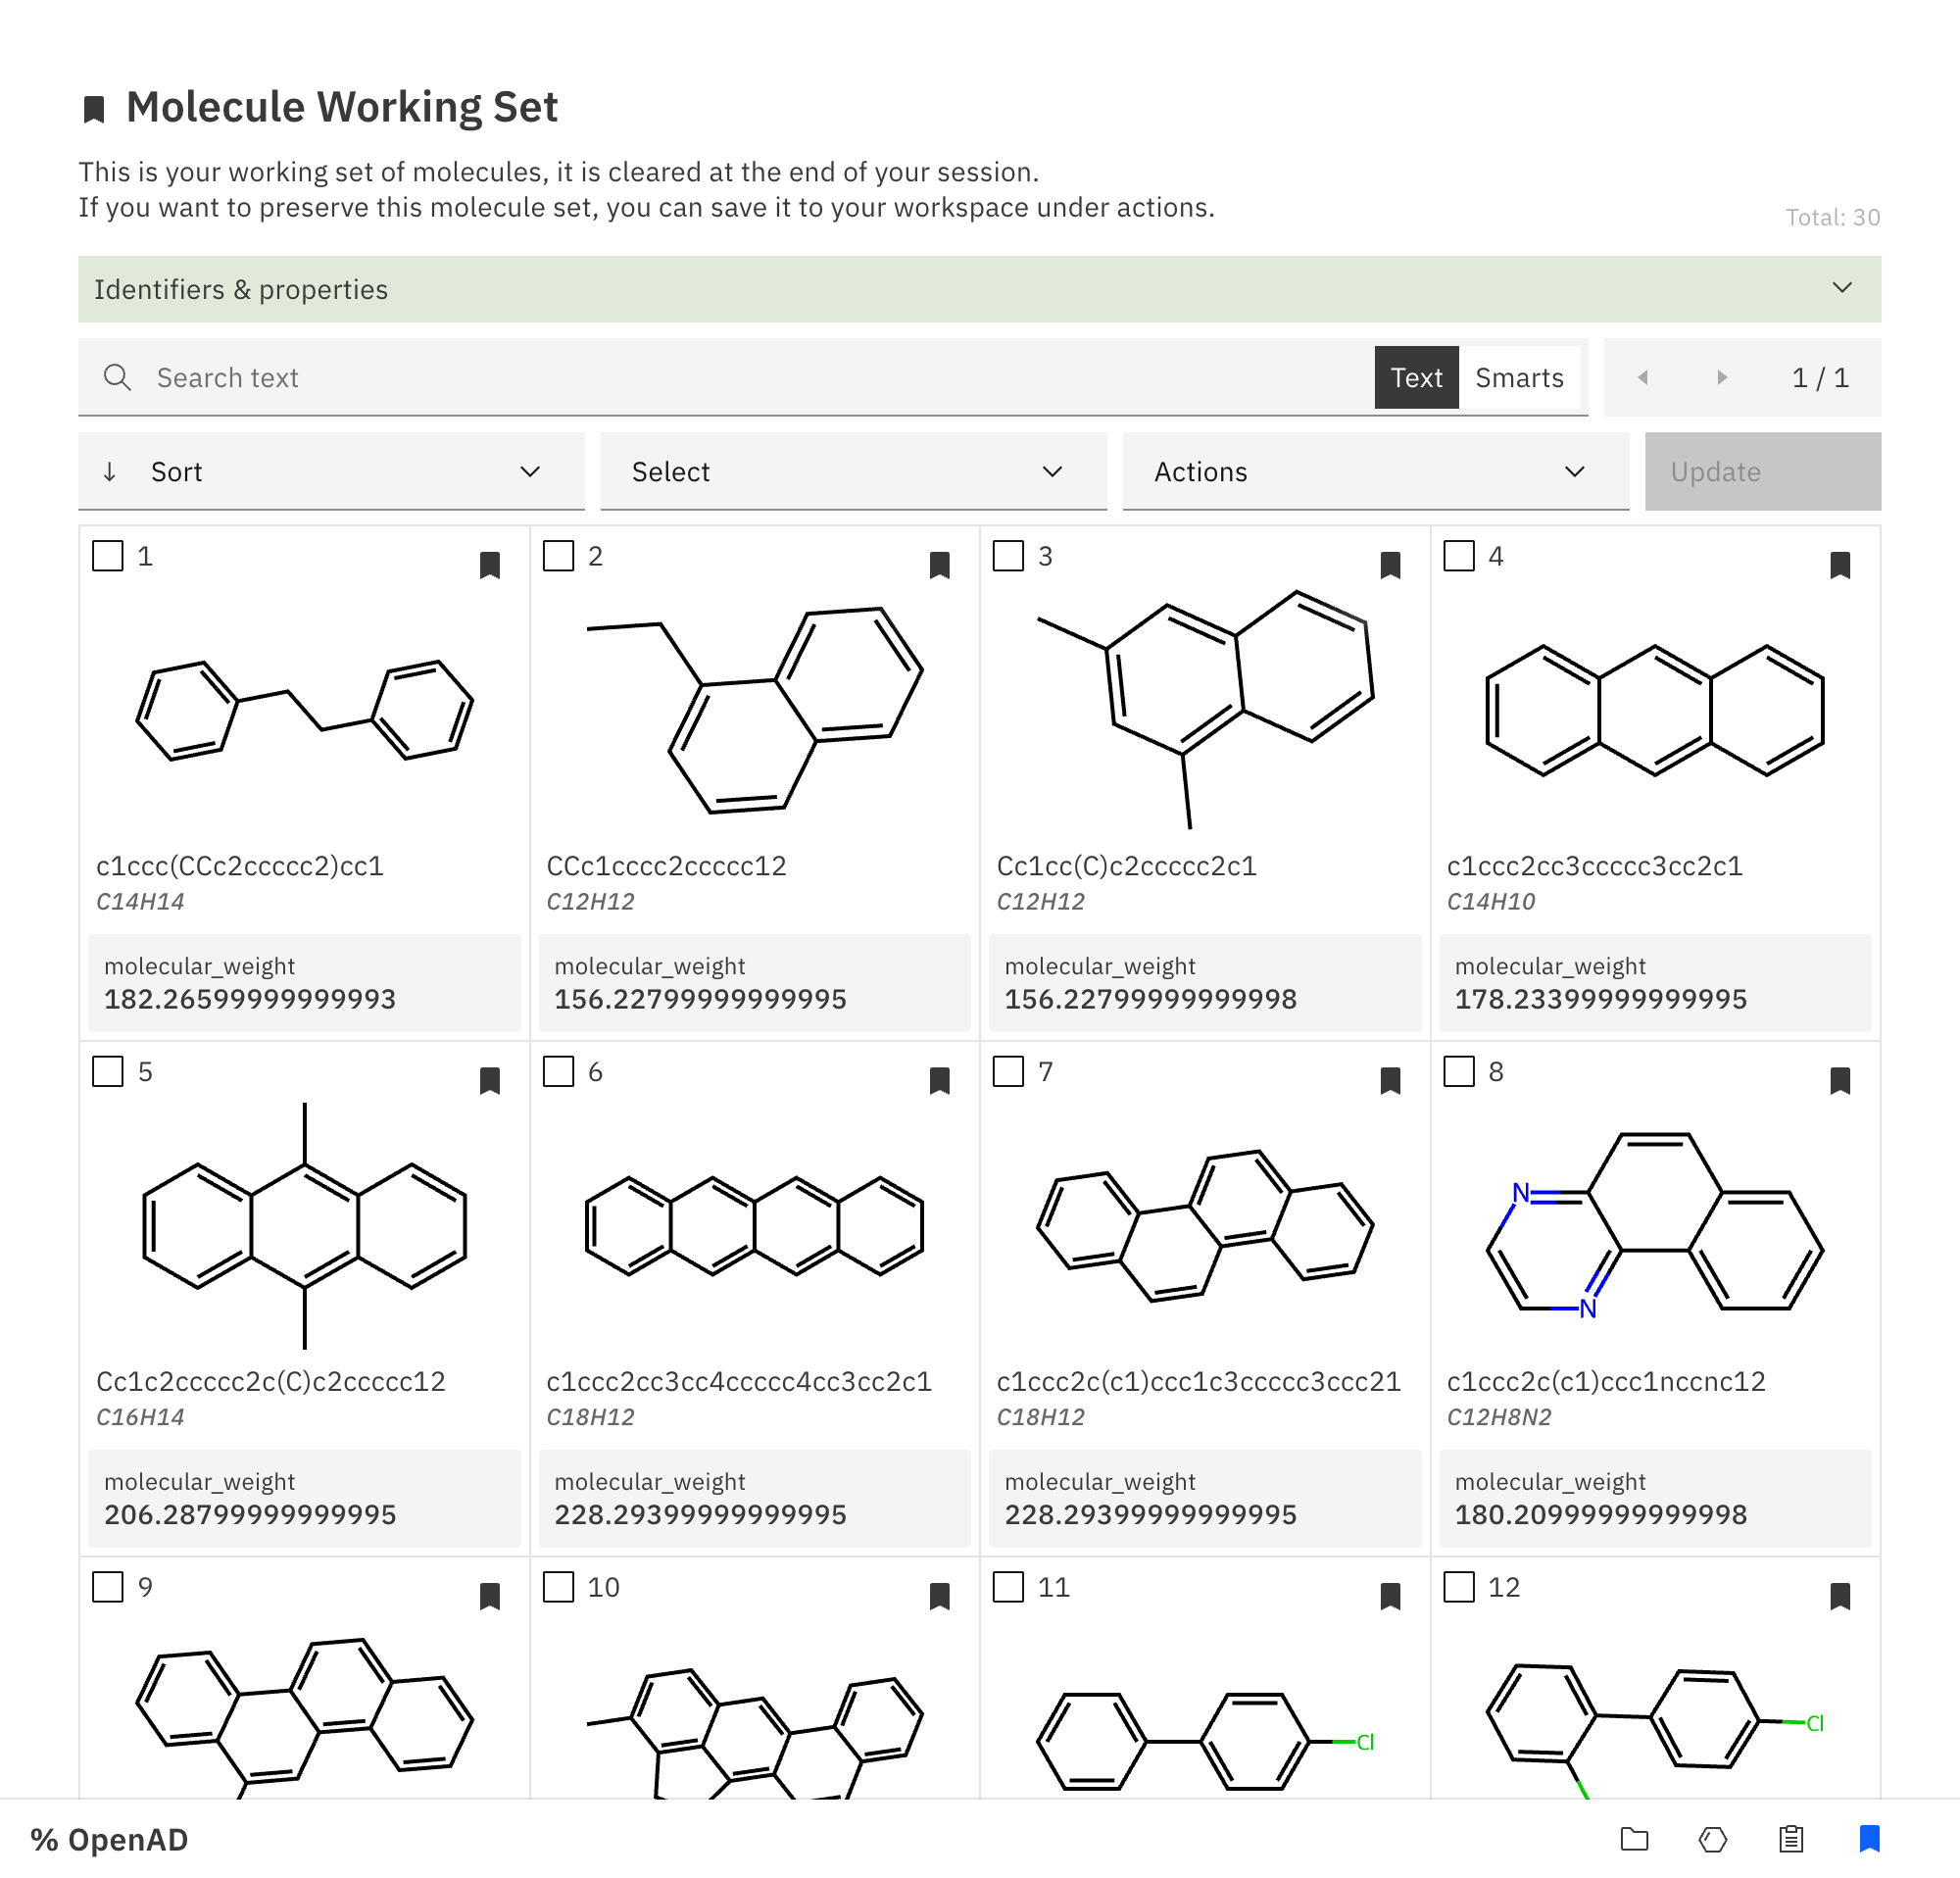 Molecule Working Set
This is your working set of molecules, it is cleared at the end of your session.
If you want to preserve this molecule set, you can save it to your workspace under actions.
Total: 30
Identifiers & properties
Search text
Text Smarts
1 / 1
Sort
Select
Actions
Update
1
c1ccc(CCc2ccccc2)cc1
C14H14
molecular_weight
182.26599999999993
2
CCc1cccc2ccccc12
C12H12
molecular_weight
156.22799999999995
3
Cc1cc(C)c2ccccc2c1
C12H12
molecular_weight
156.22799999999998
4
c1ccc2cc3ccccc3cc2c1
C14H10
molecular_weight
178.23399999999995
5
Cc1c2ccccc2c(C)c2ccccc12
C16H14
molecular_weight
206.28799999999995
6
c1ccc2cc3cc4ccccc4cc3cc2c1
C18H12
molecular_weight
228.29399999999995
7
c1ccc2c(c1)ccc1c3ccccc3ccc21
C18H12
molecular_weight
228.29399999999995
8
N
N
c1ccc2c(c1)ccc1nccnc12
C12H8N2
molecular_weight
180.20999999999998
9
10
11
Cl
12
Cl
% OpenAD